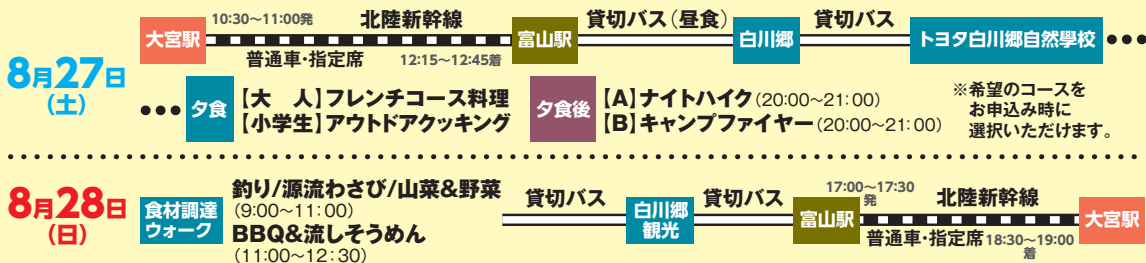 8月27日
(土)
大宮駅
10:30〜11:00発
北陸新幹線
普通車・指定席
12:15〜12:45着
富山駅
貸切バス(昼食)
白川郷
貸切バス
トヨタ白川郷自然學校 ●●●
●●● 夕食
【大　人】フレンチコース料理
【小学生】アウトドアクッキング
夕食後
【A】ナイトハイク(20:00〜21:00)
【B】キャンプファイヤー(20:00〜21:00)
※希望のコースを
お申込み時に
選択いただけます。
8月28日
(日)
食材調達
ウォーク
釣り/源流わさび/山菜&野菜
(9:00〜11:00)
BBQ&流しそうめん
(11:00〜12:30)
貸切バス
白川郷
観光
貸切バス
富山駅
17:00〜17:30
発
北陸新幹線
普通車・指定席
18:30〜19:00
着
大宮駅